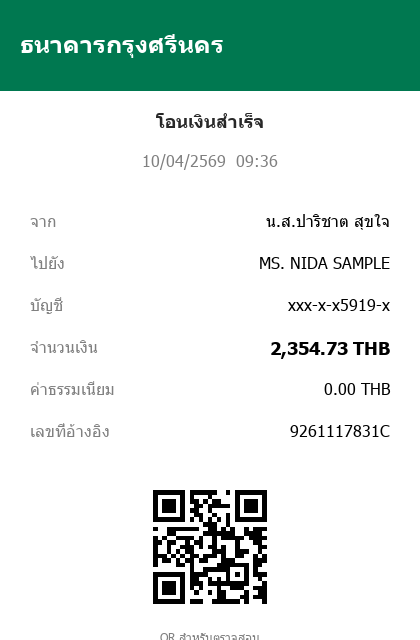 ธนาคารกรุงศรีนคร
โอนเงินสำเร็จ
10/04/2569 09:36
จาก น.ส.ปาริชาต สุขใจ
ไปยัง MS. NIDA SAMPLE
บัญชี xxx-x-x5919-x
จำนวนเงิน 2,354.73 THB
ค่าธรรมเนียม 0.00 THB
เลขที่อ้างอิง 9261117831C
QR สำหรับตรวจสอบ